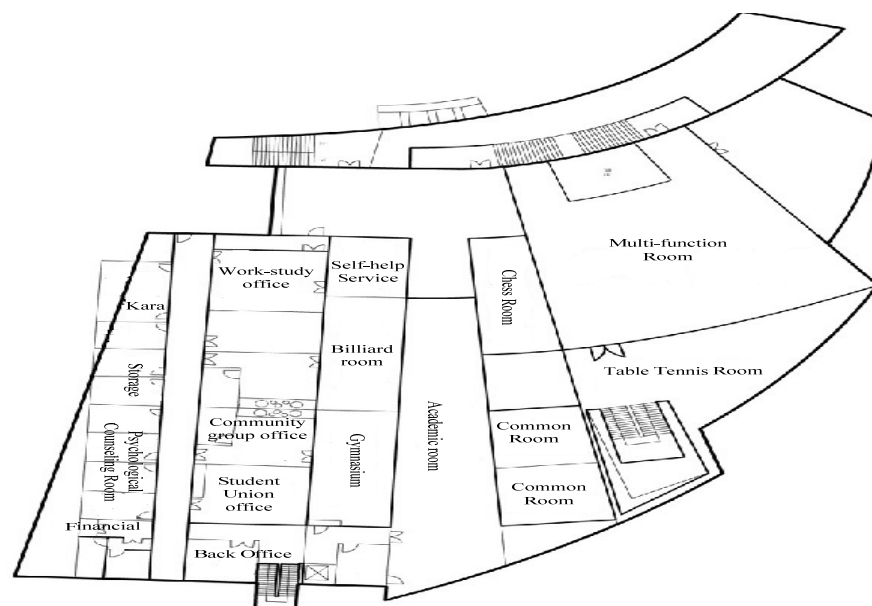 Multi-function
Room
Work-study
office
Self-help
Service
Chess Room
Kara
Billiard
room
Table Tennis Room
Storage
Academic room
Community
group office
Gymnasium
Common
Room
Psychological
Counseling Room
Student
Union
office
Common
Room
Financial
Back Office